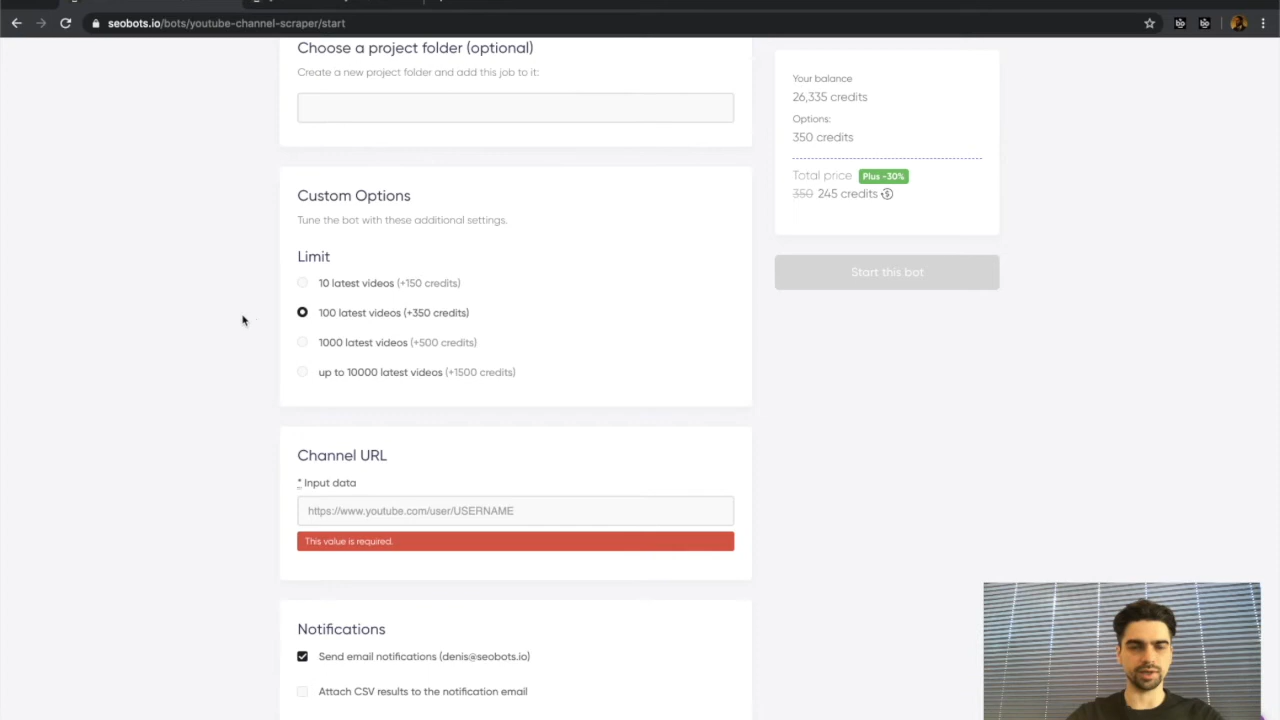 seobots.io/bots/youtube-channel-scraper/start
Choose a project folder (optional)
Create a new project folder and add this job to it:
Custom Options
Tune the bot with these additional settings.
Limit
10 latest videos (+150 credits)
100 latest videos (+350 credits)
1000 latest videos (+500 credits)
up to 10000 latest videos (+1500 credits)
Channel URL
* Input data
https://www.youtube.com/user/USERNAME
This value is required.
Notifications
Send email notifications (denis@seobots.io)
Attach CSV results to the notification email
Your balance
26,335 credits
Options:
350 credits
Total price Plus -30%
350 245 credits
Start this bot